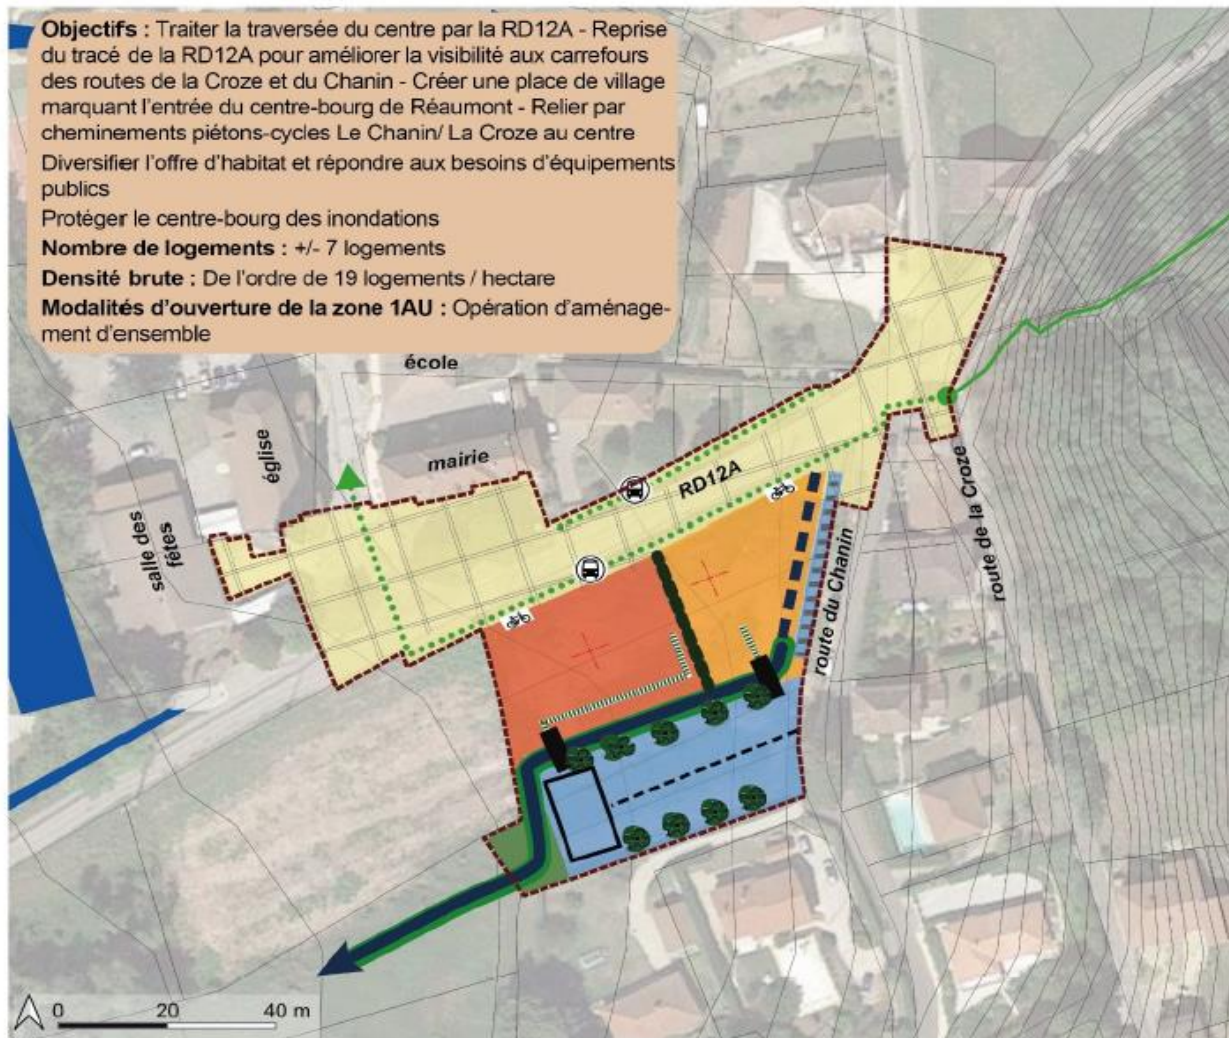 Objectifs : Traiter la traversée du centre par la RD12A - Reprise
du tracé de la RD12A pour améliorer la visibilité aux carrefours
des routes de la Croze et du Chanin - Créer une place de village
marquant l'entrée du centre-bourg de Réaumont - Relier par
cheminements piétons-cycles Le Chanin/ La Croze au centre
Diversifier l'offre d'habitat et répondre aux besoins d'équipements
publics
Protéger le centre-bourg des inondations
Nombre de logements : +/- 7 logements
Densité brute : De l'ordre de 19 logements / hectare
Modalités d'ouverture de la zone 1AU : Opération d'aménage-
ment d'ensemble
école
église
mairie
salle des
fêtes
RD12A
route du Chanin
route de la Croze
0 20 40 m